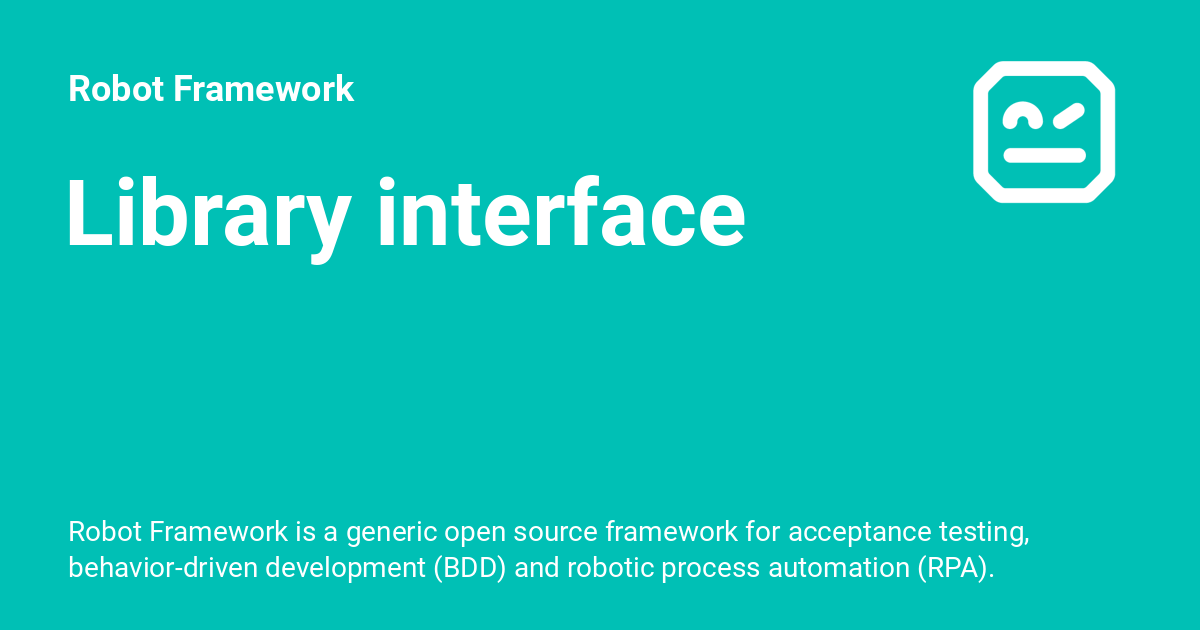 Robot Framework
Library interface
Robot Framework is a generic open source framework for acceptance testing,
behavior-driven development (BDD) and robotic process automation (RPA).